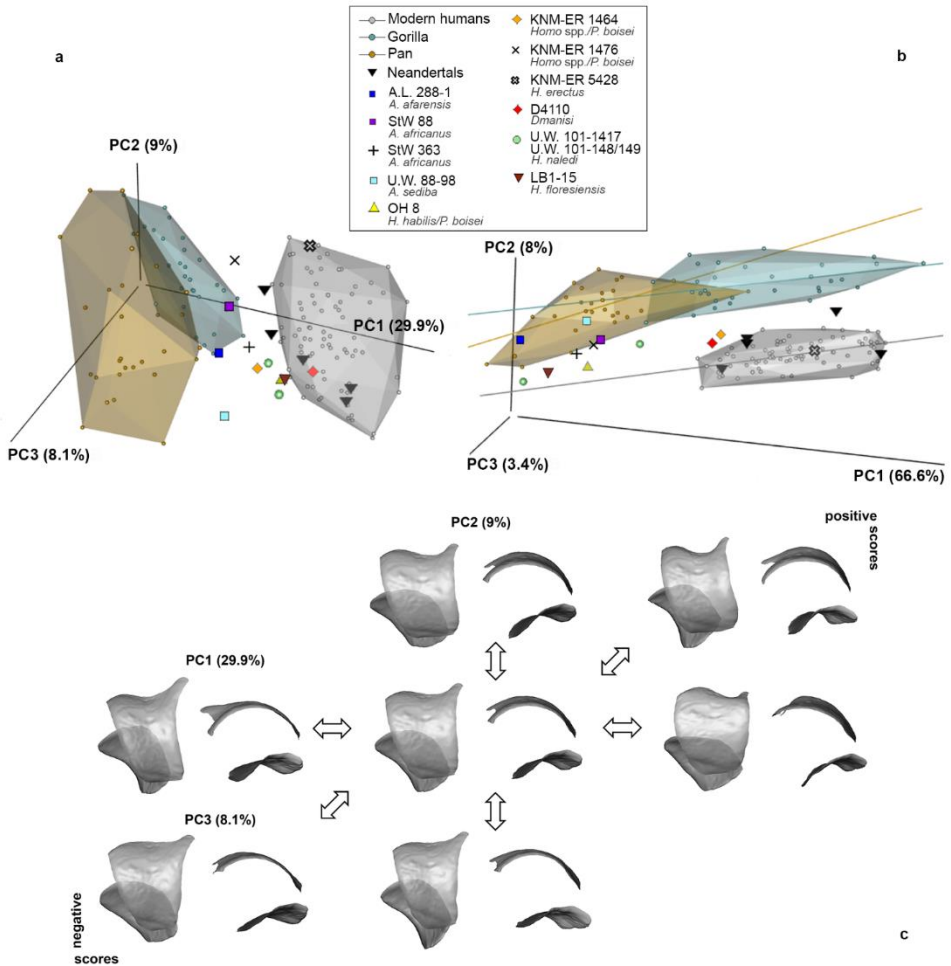 a
b
Modern humans
Gorilla
Pan
Neandertals
A.L. 288-1
A. afarensis
StW 88
A. africanus
StW 363
A. africanus
U.W. 88-98
A. sediba
OH 8
H. habilis/P. boisei
KNM-ER 1464
Homo spp./P. boisei
KNM-ER 1476
Homo spp./P. boisei
KNM-ER 5428
H. erectus
D4110
Dmanisi
U.W. 101-1417
U.W. 101-148/149
H. naledi
LB1-15
H. floresiensis
PC2 (9%)
PC1 (29.9%)
PC3 (8.1%)
PC2 (8%)
PC3 (3.4%)
PC1 (66.6%)
PC2 (9%)
positive
scores
PC1 (29.9%)
PC3 (8.1%)
negative
scores
c